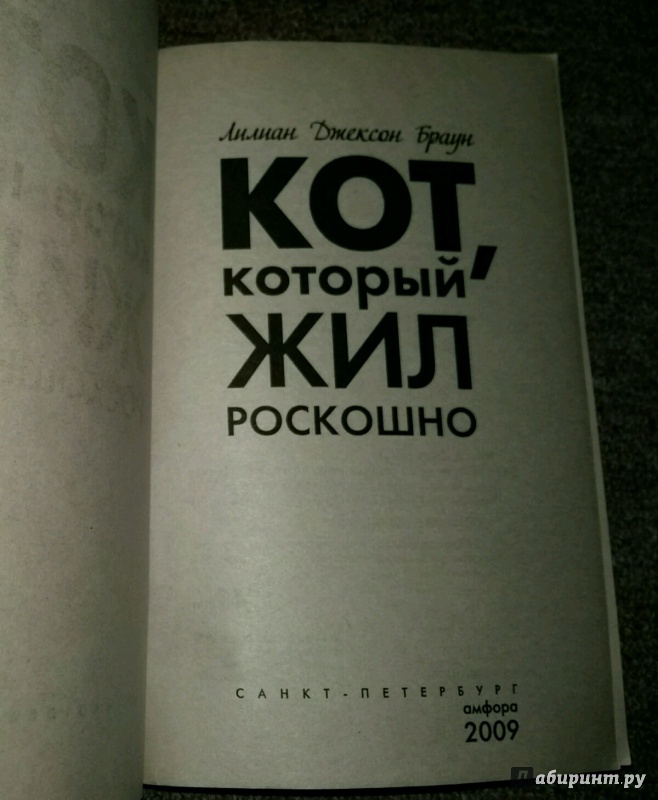 Лилиан Джексон Браун
КОТ,
который
ЖИЛ
РОСКОШНО
САНКТ-ПЕТЕРБУРГ
амфора
2009
лабиринт.ру